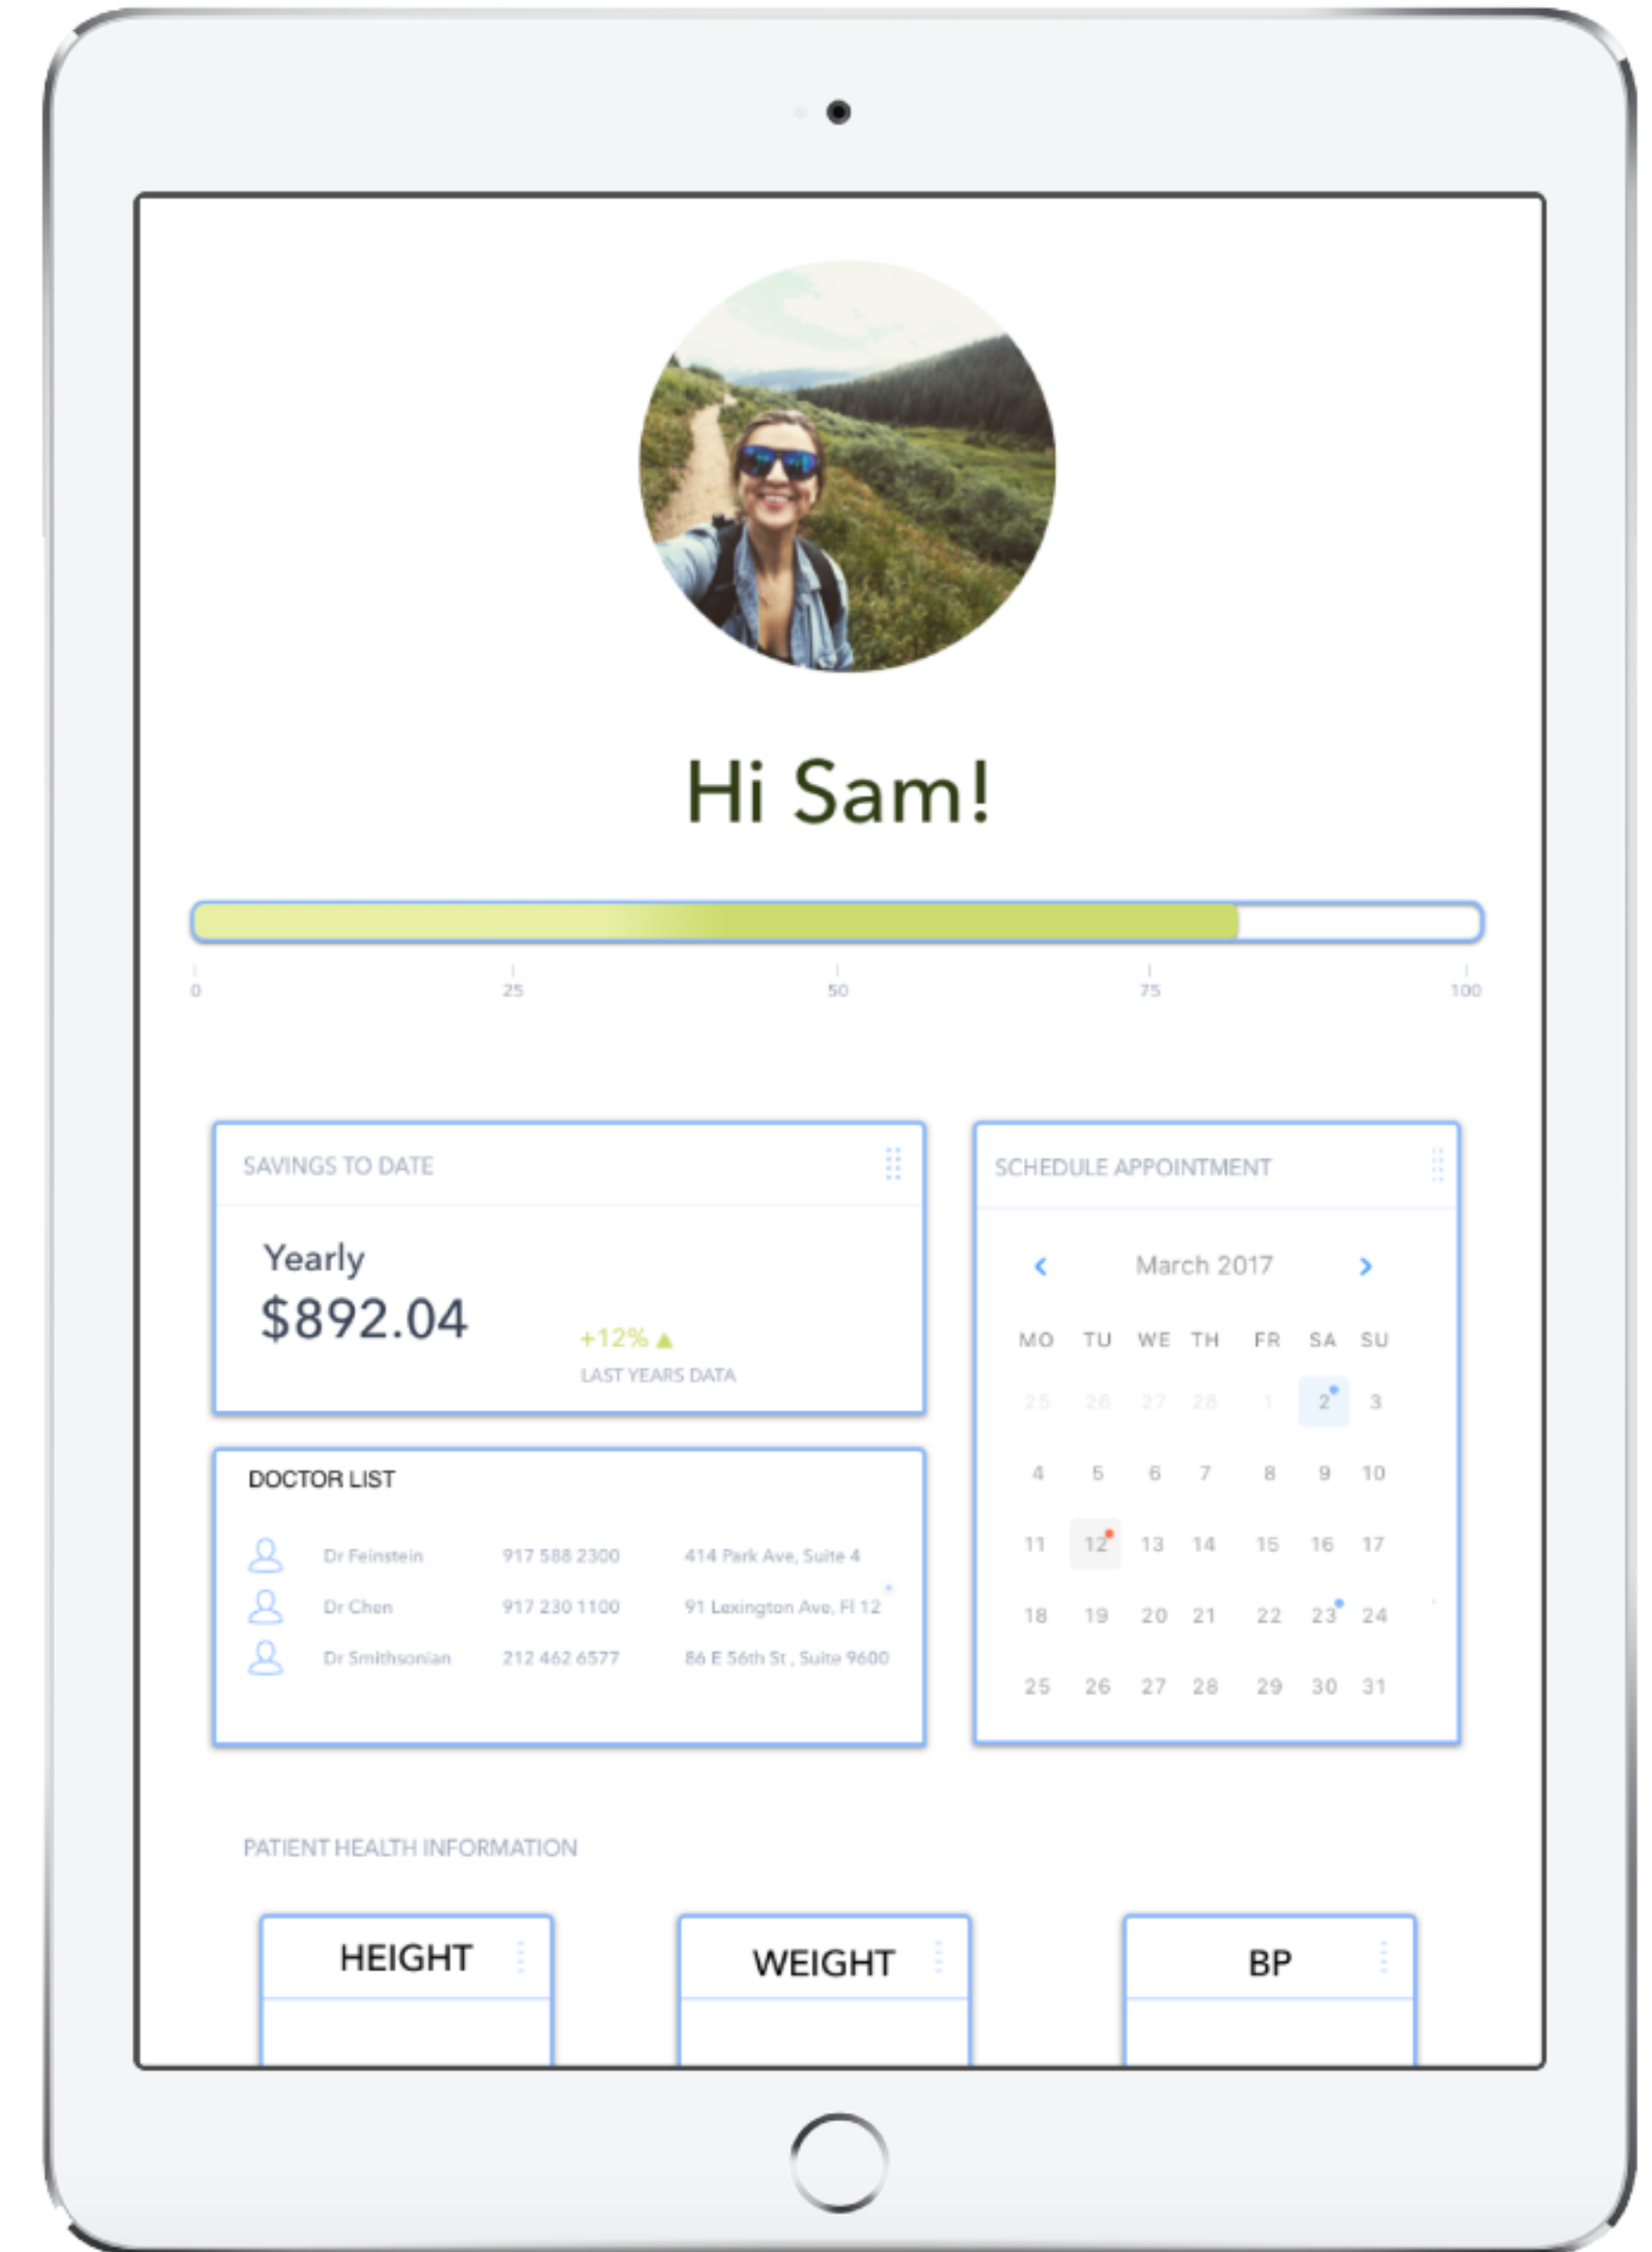 Hi Sam!
0 25 50 75 100
SAVINGS TO DATE
Yearly
$892.04
+12% ▲
LAST YEARS DATA
DOCTOR LIST
Dr Feinstein 917 588 2300 414 Park Ave, Suite 4
Dr Chen 917 230 1100 91 Lexington Ave, Fl 12
Dr Smithsonian 212 462 6577 86 E 56th St , Suite 9600
SCHEDULE APPOINTMENT
< March 2017 >
MO TU WE TH FR SA SU
25 26 27 28 1 2 3
4 5 6 7 8 9 10
11 12 13 14 15 16 17
18 19 20 21 22 23 24
25 26 27 28 29 30 31
PATIENT HEALTH INFORMATION
HEIGHT
WEIGHT
BP